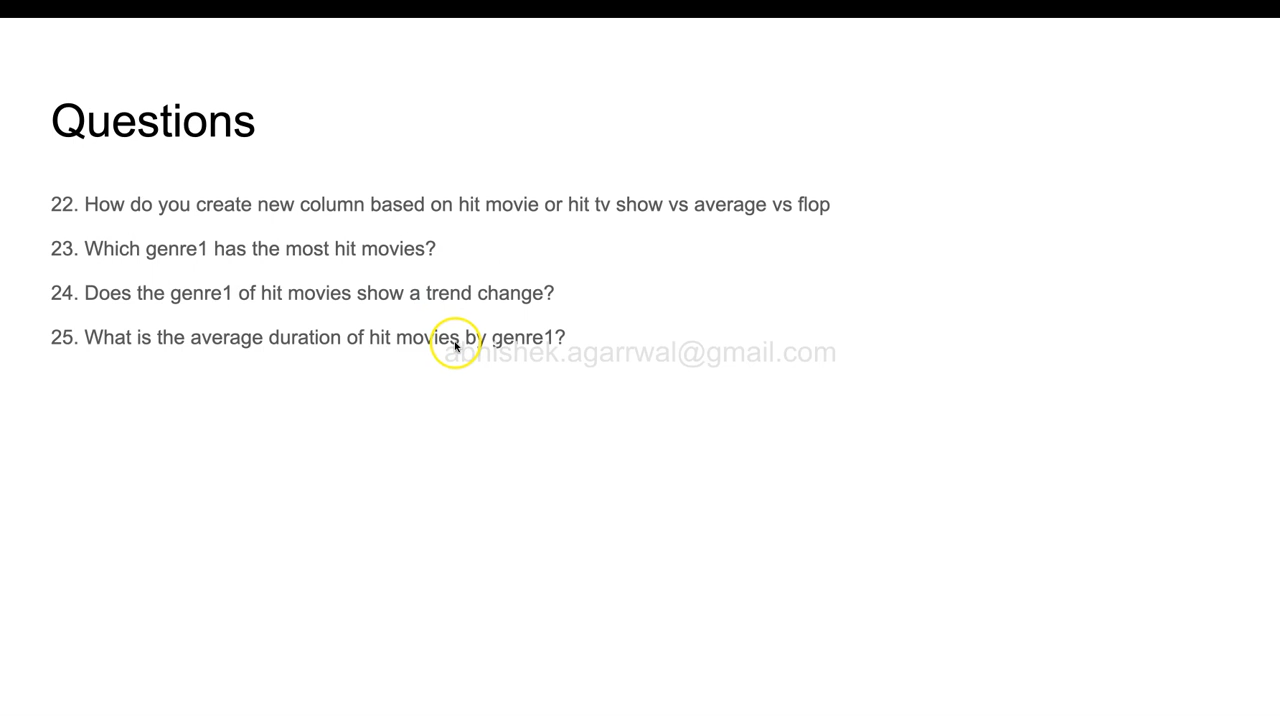 Questions
22. How do you create new column based on hit movie or hit tv show vs average vs flop
23. Which genre1 has the most hit movies?
24. Does the genre1 of hit movies show a trend change?
25. What is the average duration of hit movies by genre1?
abhishek.agarrwal@gmail.com